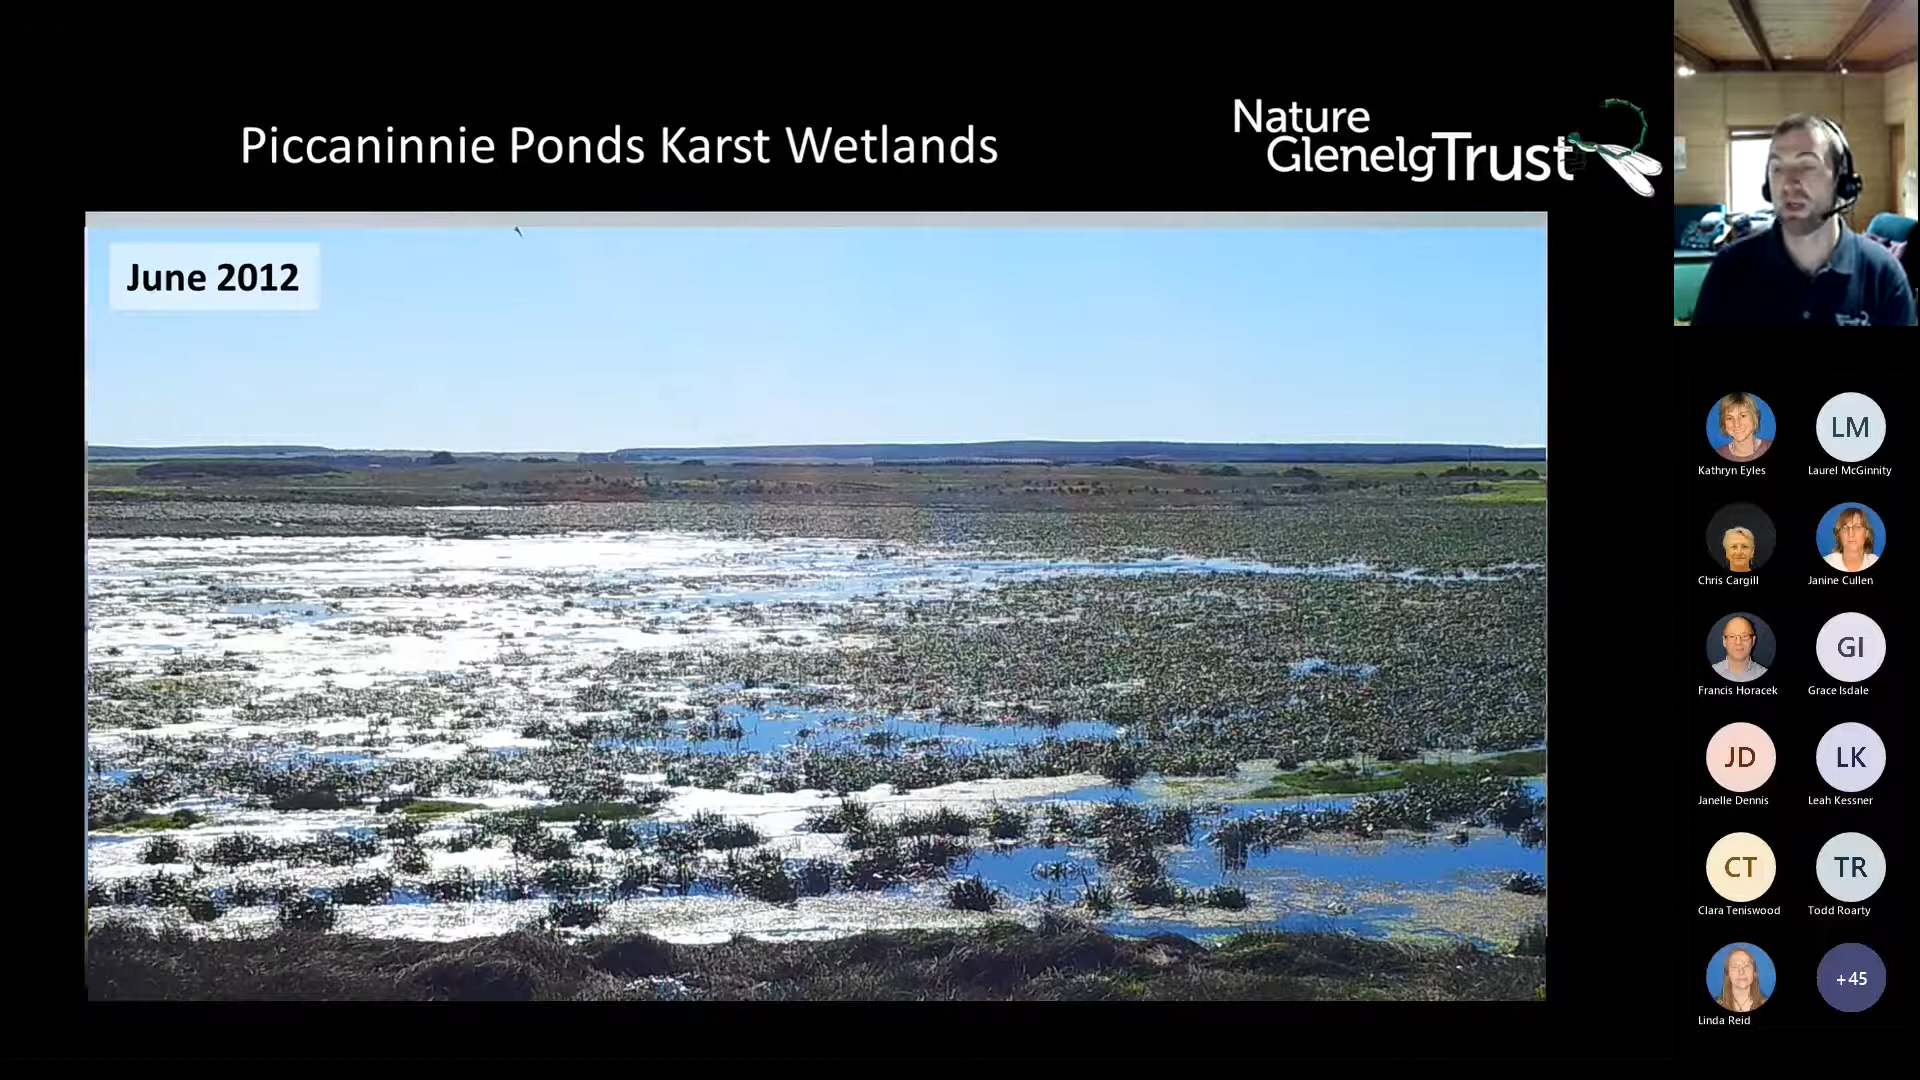 Piccaninnie Ponds Karst Wetlands
Nature
GlenelgTrust
June 2012
Kathryn Eyles
LM
Laurel McGinnity
Chris Cargill
Janine Cullen
Francis Horacek
GI
Grace Isdale
JD
Janelle Dennis
LK
Leah Kessner
CT
Clara Teniswood
TR
Todd Roarty
Linda Reid
+45